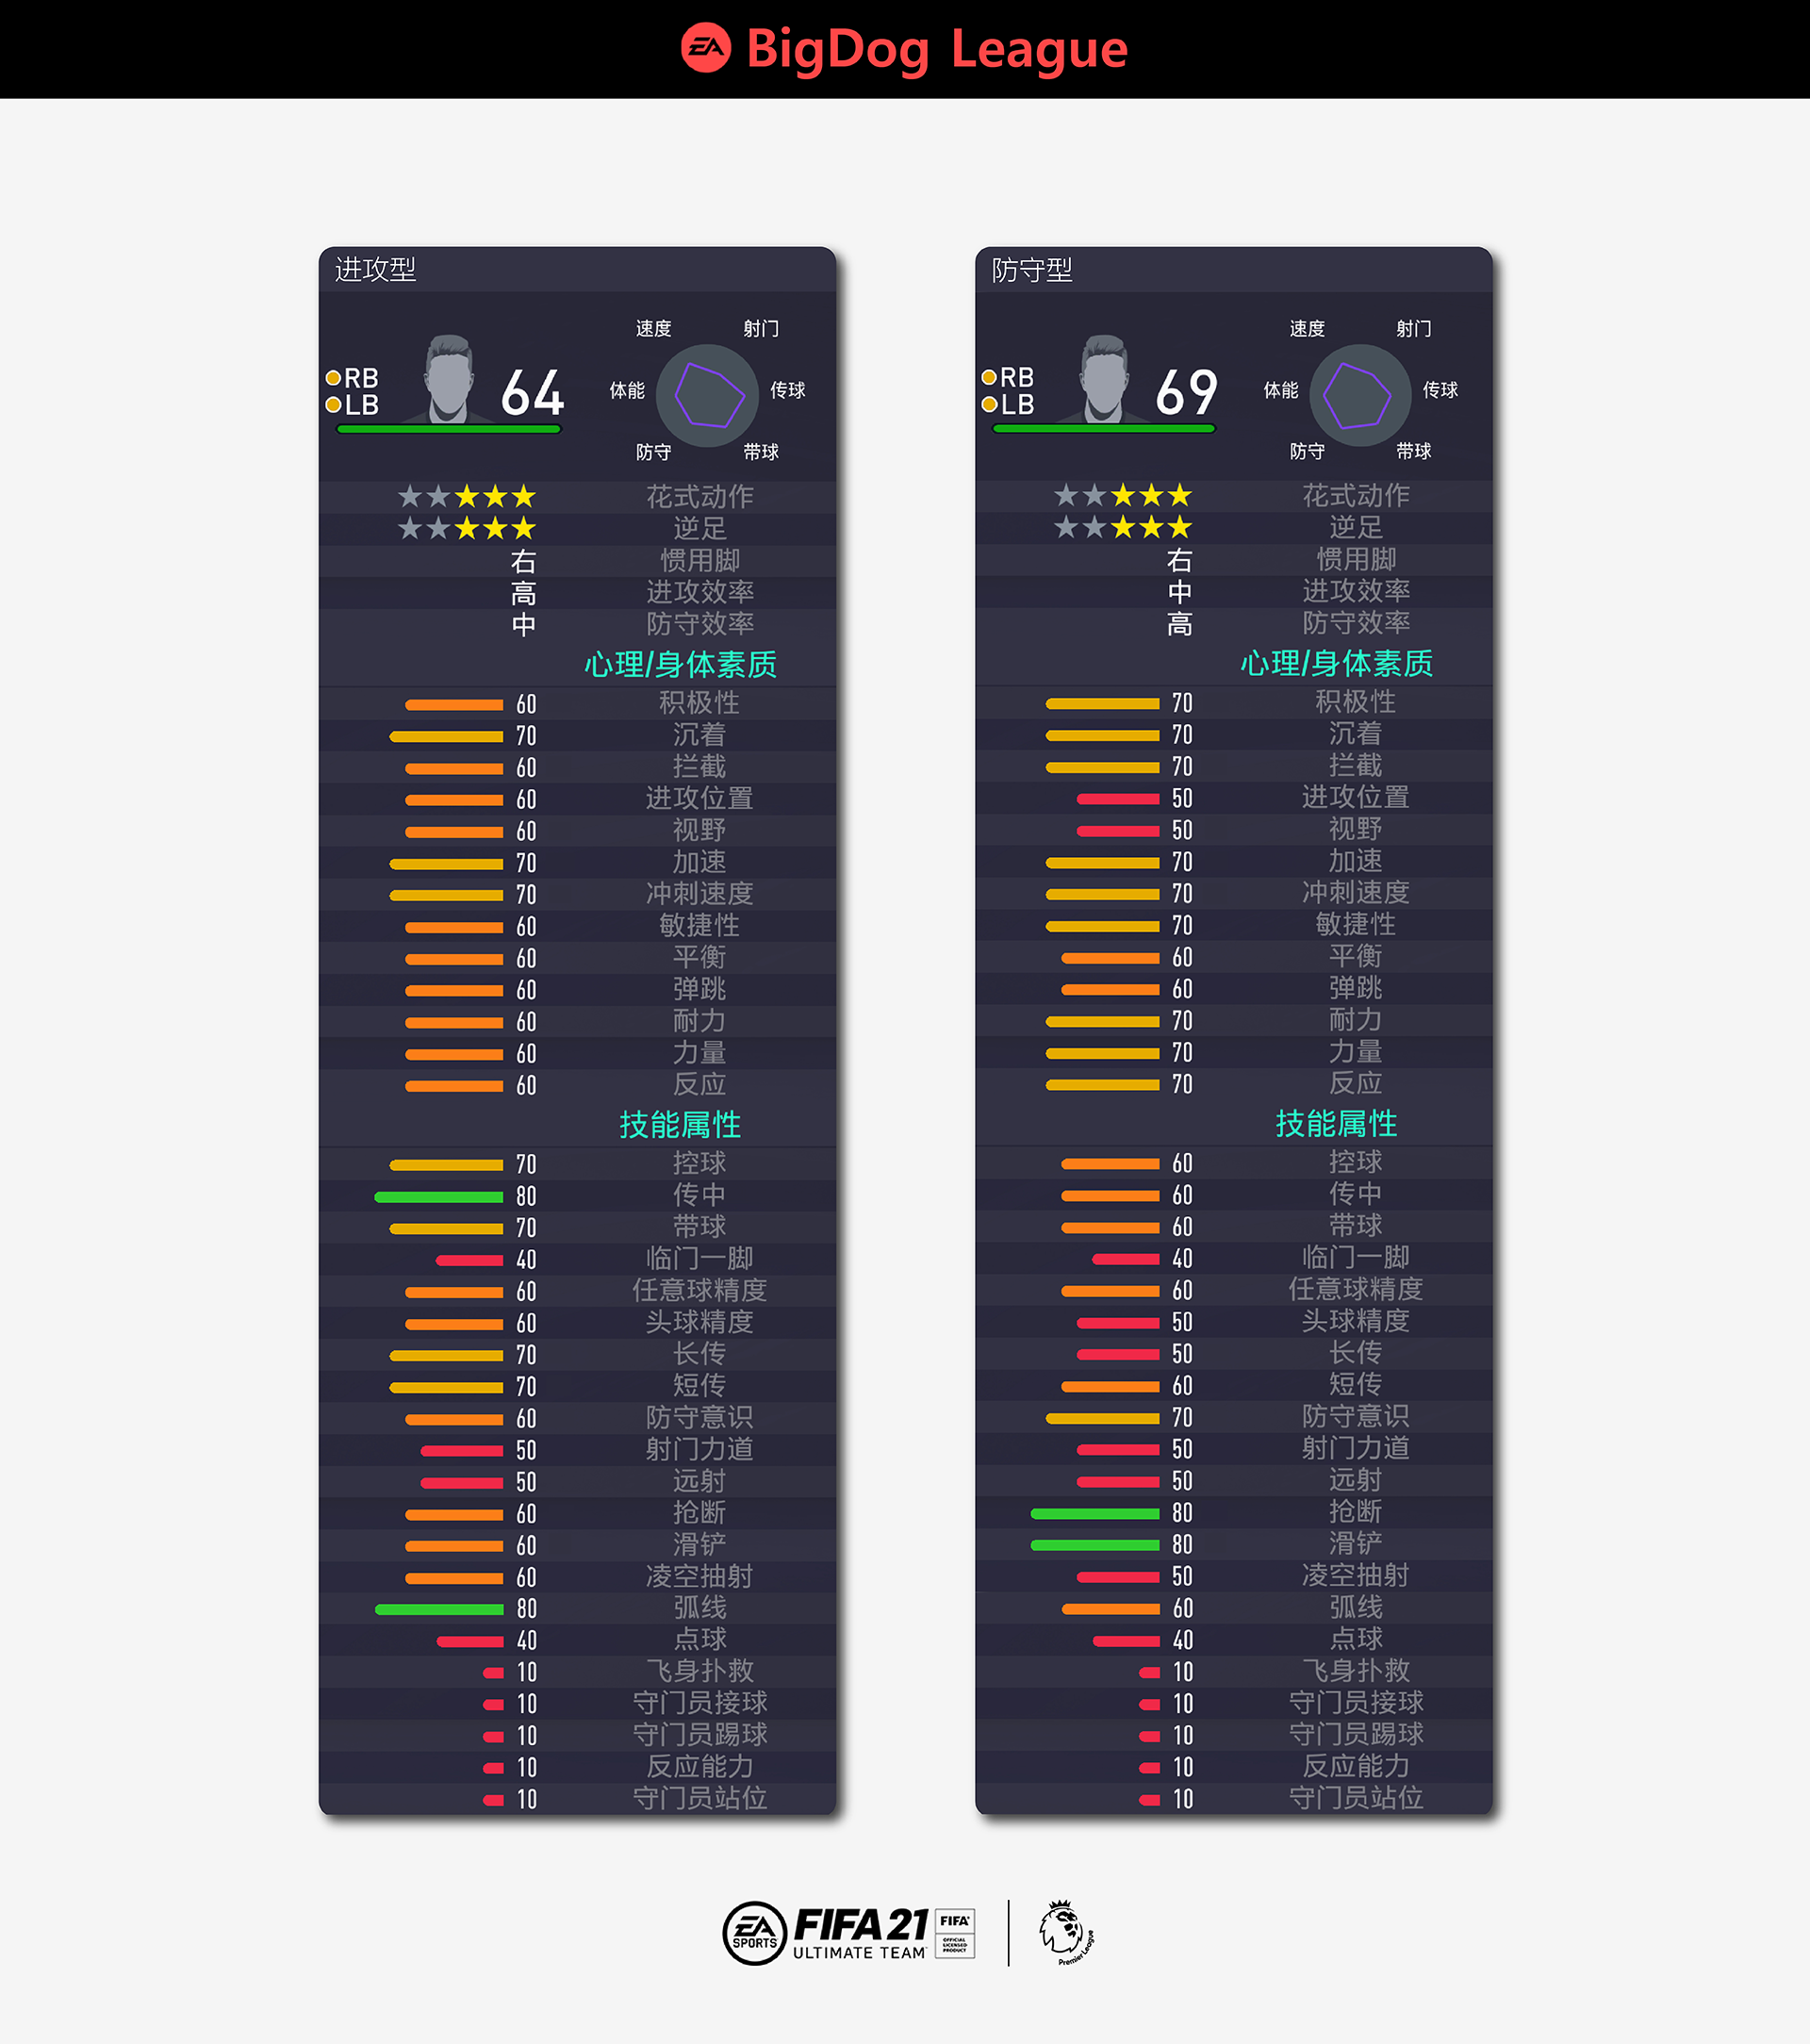 EA BigDog League
进攻型
RB
LB
64
速度 射门
体能 传球
防守 带球
花式动作
逆足
右 惯用脚
高 进攻效率
中 防守效率
心理/身体素质
60 积极性
70 沉着
60 拦截
60 进攻位置
60 视野
70 加速
70 冲刺速度
60 敏捷性
60 平衡
60 弹跳
60 耐力
60 力量
60 反应
技能属性
70 控球
80 传中
70 带球
40 临门一脚
60 任意球精度
60 头球精度
70 长传
70 短传
60 防守意识
50 射门力道
50 远射
60 抢断
60 滑铲
60 凌空抽射
80 弧线
40 点球
10 飞身扑救
10 守门员接球
10 守门员踢球
10 反应能力
10 守门员站位
防守型
RB
LB
69
速度 射门
体能 传球
防守 带球
花式动作
逆足
右 惯用脚
中 进攻效率
高 防守效率
心理/身体素质
70 积极性
70 沉着
70 拦截
50 进攻位置
50 视野
70 加速
70 冲刺速度
70 敏捷性
60 平衡
60 弹跳
70 耐力
70 力量
70 反应
技能属性
60 控球
60 传中
60 带球
40 临门一脚
60 任意球精度
50 头球精度
50 长传
60 短传
70 防守意识
50 射门力道
50 远射
80 抢断
80 滑铲
50 凌空抽射
60 弧线
40 点球
10 飞身扑救
10 守门员接球
10 守门员踢球
10 反应能力
10 守门员站位
EA SPORTS
FIFA 21
ULTIMATE TEAM
FIFA
OFFICIAL
LICENSED
PRODUCT
Premier League